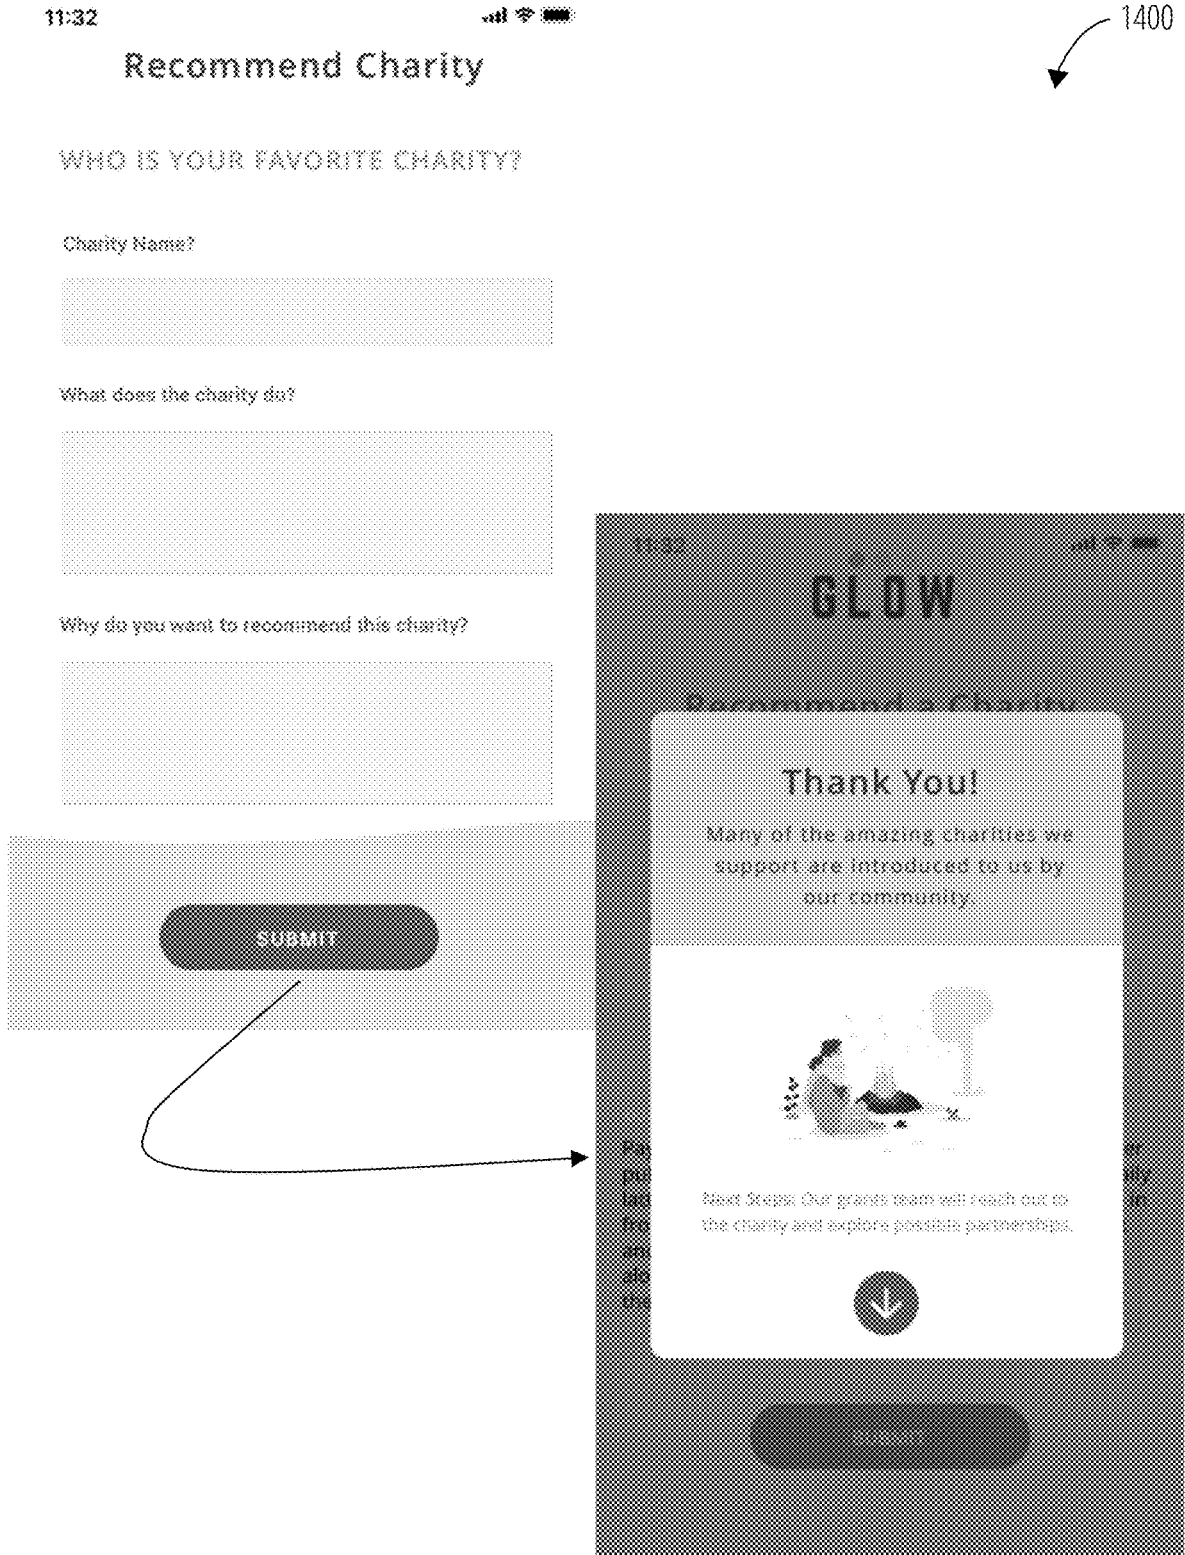 11:32
1400
Recommend Charity
WHO IS YOUR FAVORITE CHARITY?
Charity Name?
What does the charity do?
Why do you want to recommend this charity?
SUBMIT
11:32
GLOW
Recommend a Charity
Thank You!
Many of the amazing charities we
support are introduced to us by
our community.
Next Steps: Our grants team will reach out to
the charity and explore possible partnerships.